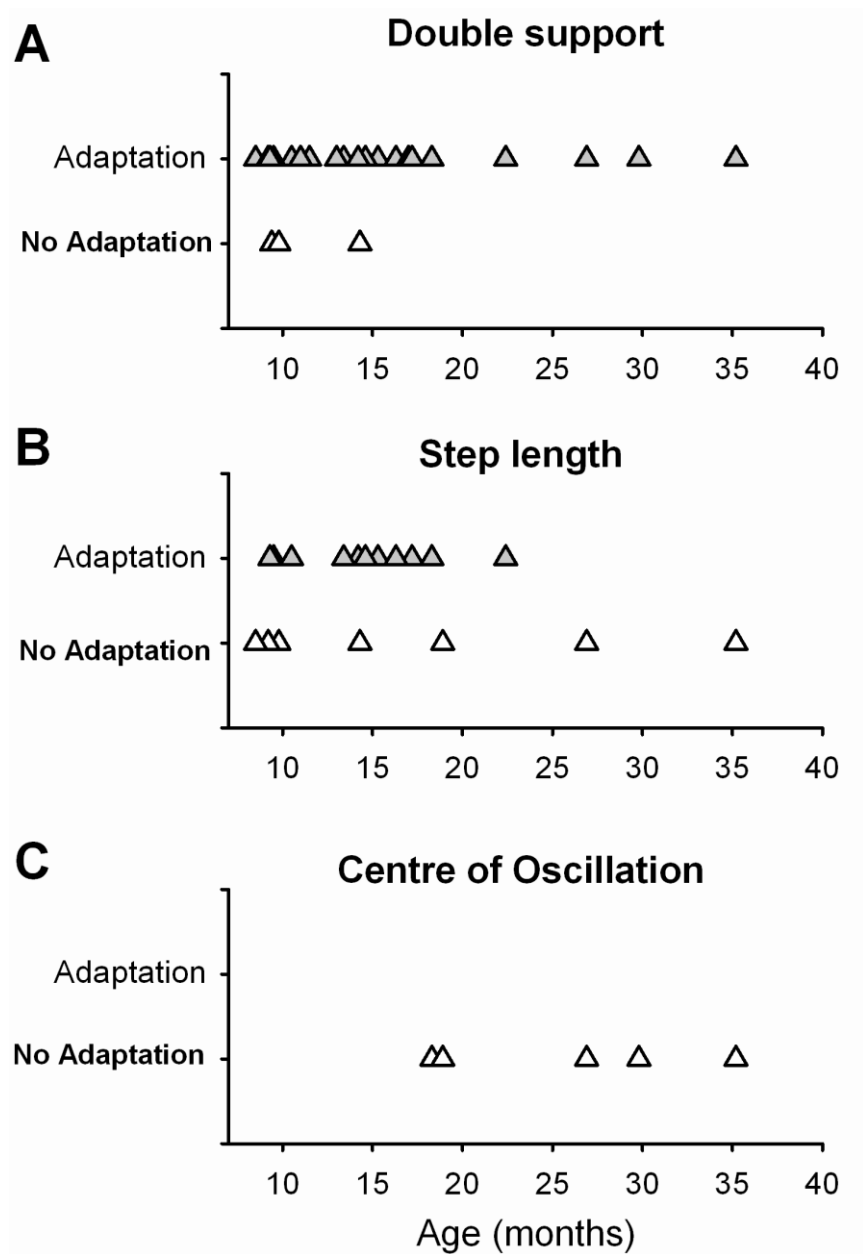 A
Double support
Adaptation
No Adaptation
10 15 20 25 30 35 40
B
Step length
Adaptation
No Adaptation
10 15 20 25 30 35 40
C
Centre of Oscillation
Adaptation
No Adaptation
10 15 20 25 30 35 40
Age (months)